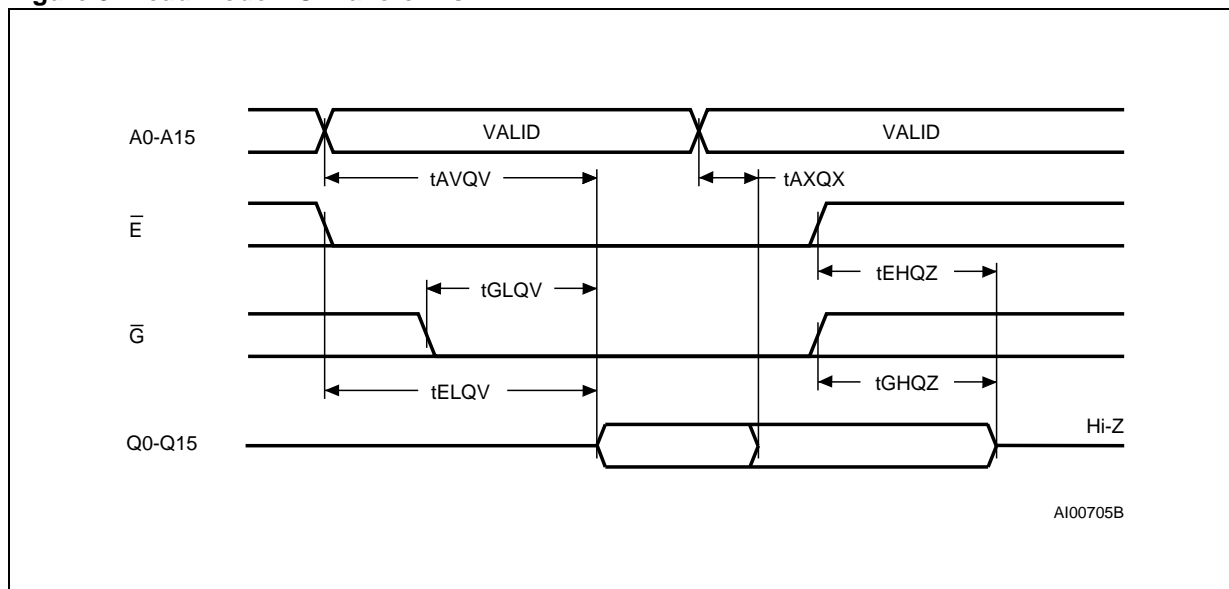 A0-A15
VALID
VALID
tAVQV
tAXQX
E
tEHQZ
tGLQV
G
tGHQZ
tELQV
Hi-Z
Q0-Q15
AI00705B